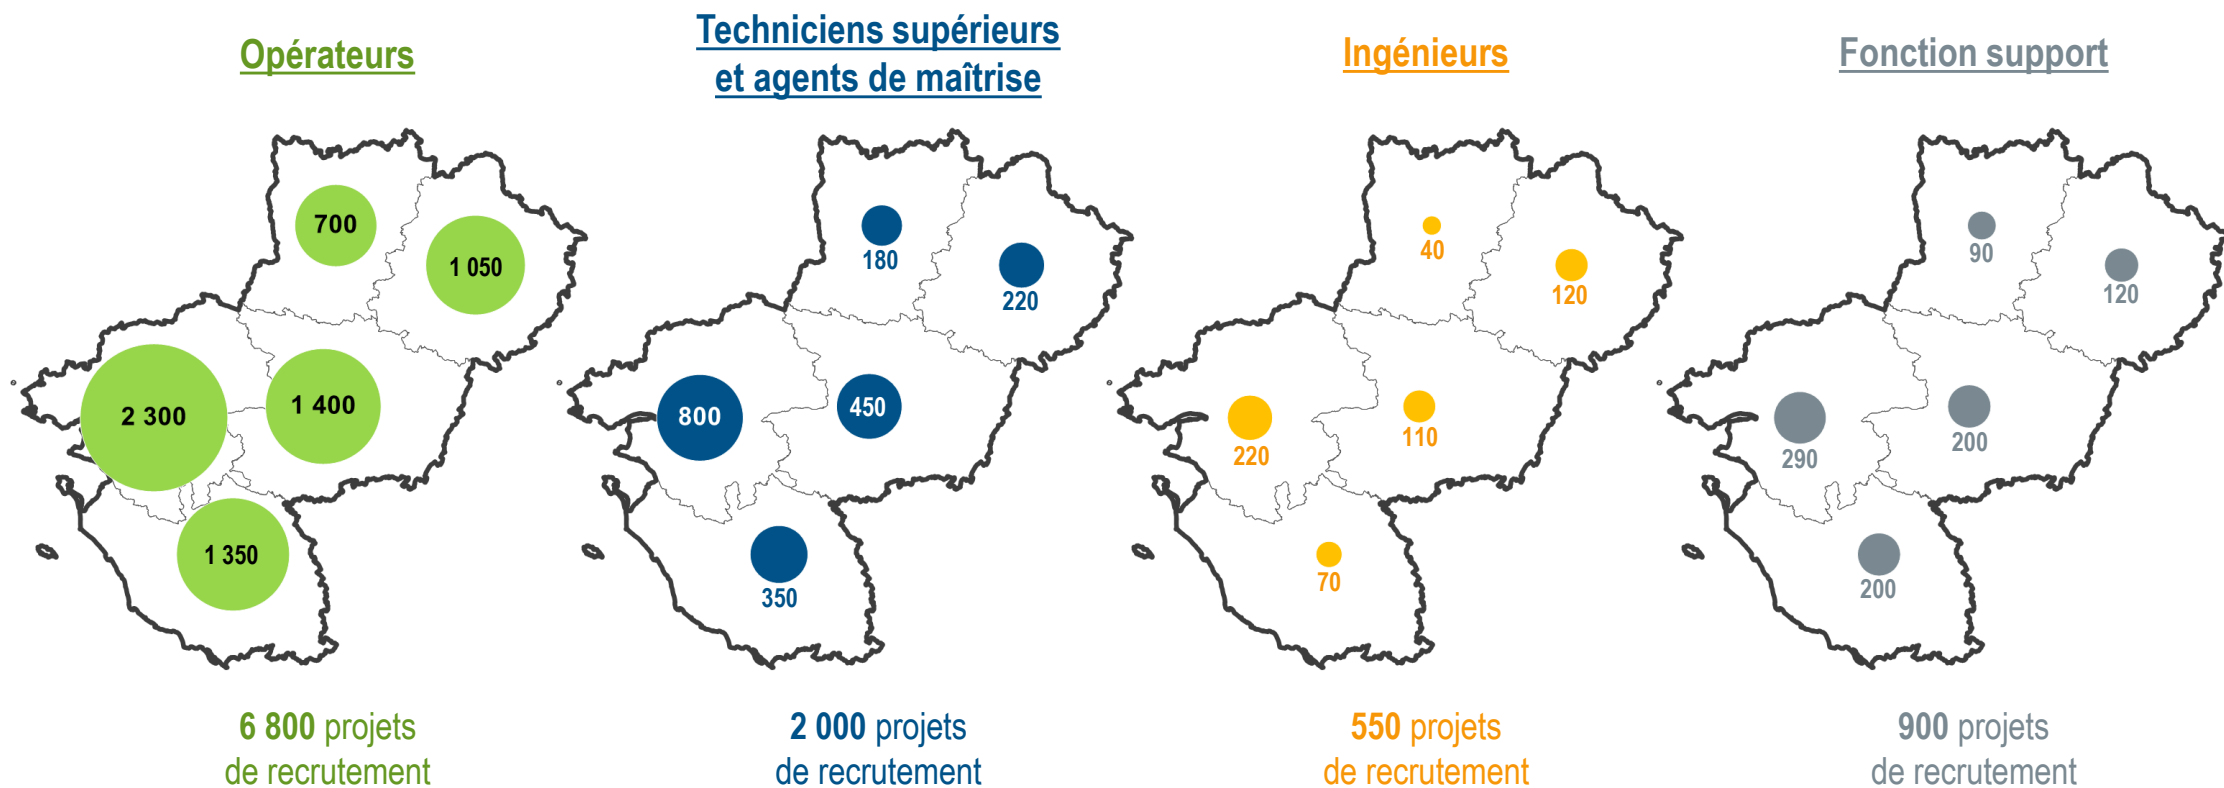 Opérateurs
700
1 050
2 300
1 400
1 350
6 800 projets
de recrutement
Techniciens supérieurs
et agents de maîtrise
180
220
800
450
350
2 000 projets
de recrutement
Ingénieurs
40
120
220
110
70
550 projets
de recrutement
Fonction support
90
120
290
200
200
900 projets
de recrutement